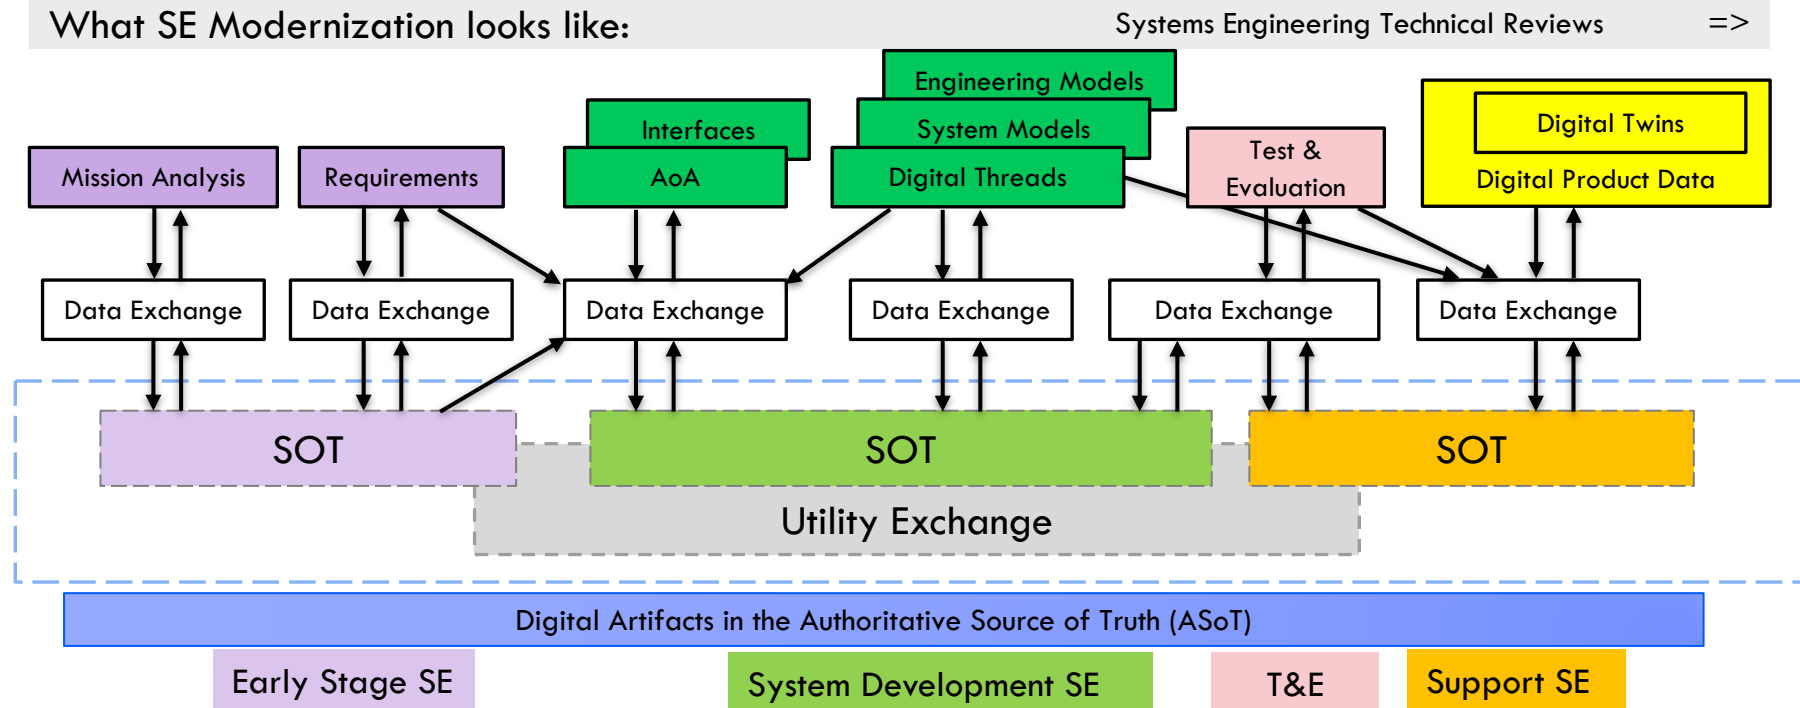 What SE Modernization looks like:
Systems Engineering Technical Reviews =>
Engineering Models
Interfaces
System Models
Digital Twins
Mission Analysis
Requirements
AoA
Digital Threads
Test &
Evaluation
Digital Product Data
Data Exchange
Data Exchange
Data Exchange
Data Exchange
Data Exchange
Data Exchange
SOT
SOT
SOT
Utility Exchange
Digital Artifacts in the Authoritative Source of Truth (ASoT)
Early Stage SE
System Development SE
T&E
Support SE